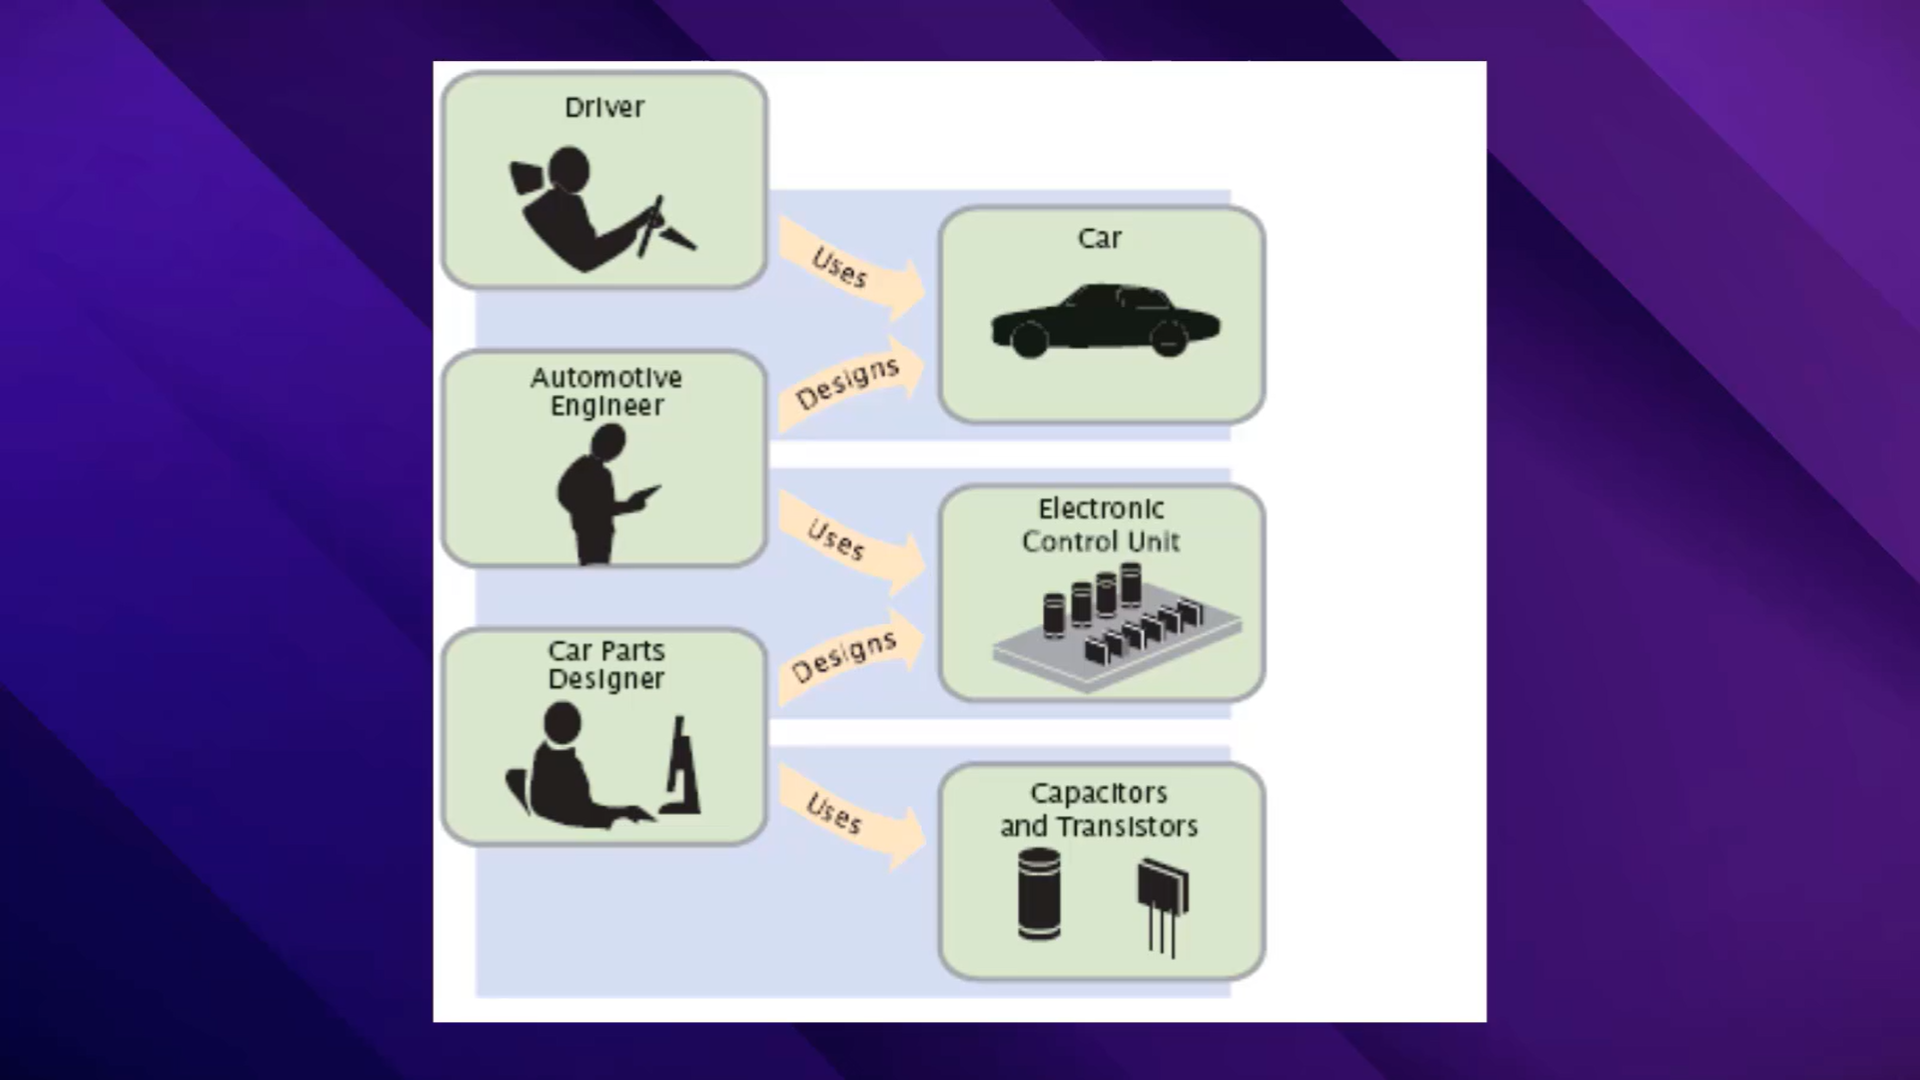 Driver
Uses
Car
Automotive
Engineer
Designs
Uses
Electronic
Control Unit
Car Parts
Designer
Designs
Uses
Capacitors
and Transistors